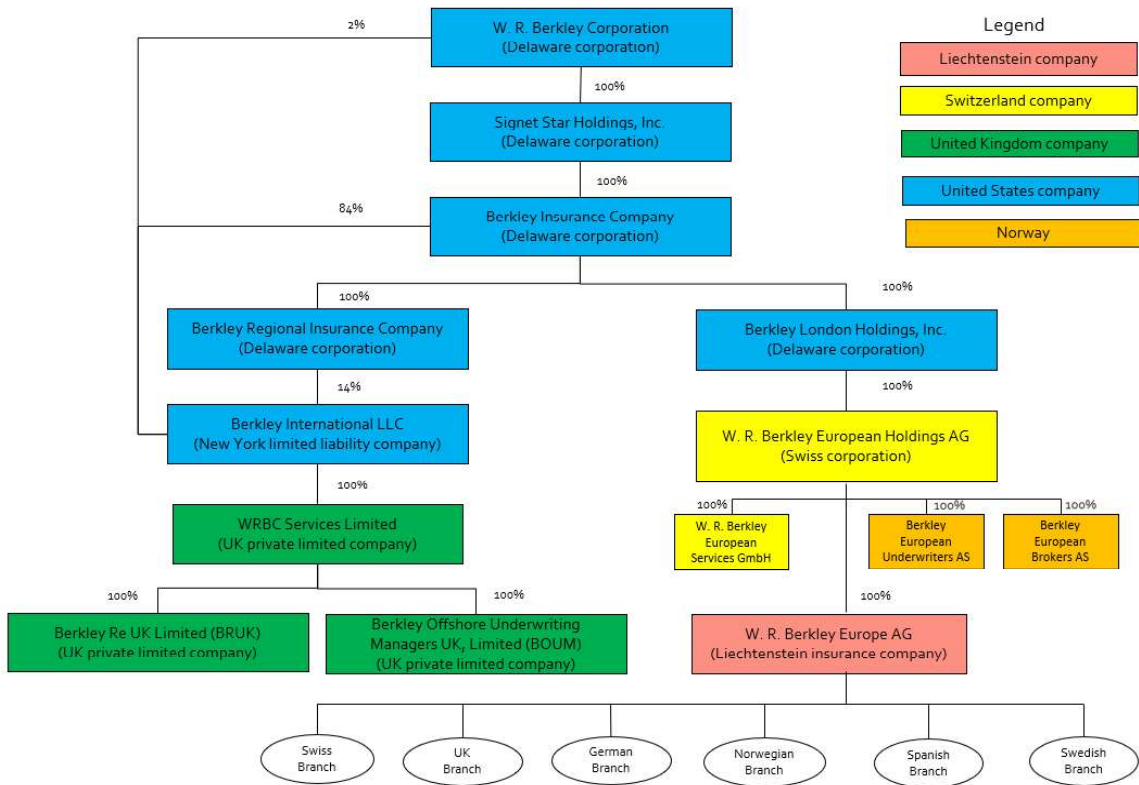 2%
W. R. Berkley Corporation
(Delaware corporation)
Legend
Liechtenstein company
Switzerland company
United Kingdom company
United States company
Norway
100%
Signet Star Holdings, Inc.
(Delaware corporation)
100%
84%
Berkley Insurance Company
(Delaware corporation)
100%
100%
Berkley Regional Insurance Company
(Delaware corporation)
Berkley London Holdings, Inc.
(Delaware corporation)
14%
100%
Berkley International LLC
(New York limited liability company)
W. R. Berkley European Holdings AG
(Swiss corporation)
100%
100%
100%
100%
WRBC Services Limited
(UK private limited company)
W. R. Berkley
European
Services GmbH
Berkley
European
Underwriters AS
Berkley
European
Brokers AS
100%
100%
100%
Berkley Re UK Limited (BRUK)
(UK private limited company)
Berkley Offshore Underwriting
Managers UK, Limited (BOUM)
(UK private limited company)
W. R. Berkley Europe AG
(Liechtenstein insurance company)
Swiss
Branch
UK
Branch
German
Branch
Norwegian
Branch
Spanish
Branch
Swedish
Branch